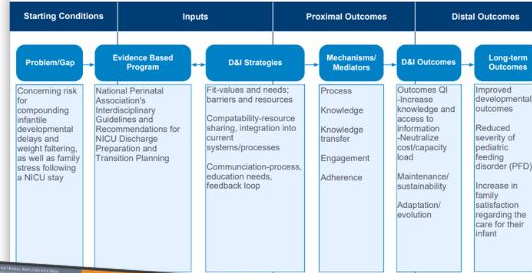 Starting Conditions
Inputs
Proximal Outcomes
Distal Outcomes
Problem/Gap
Evidence Based
Program
D&I Strategies
Mechanisms/
Mediators
D&I Outcomes
Long-term
Outcomes
Concerning risk
for
compounding
infantile
developmental
delays and
weight faltering,
as well as family
stress following
a NICU stay
National Perinatal
Association's
Interdisciplinary
Guidelines and
Recommendations for
NICU Discharge
Preparation and
Transition Planning
Fit-values and needs;
barriers and resources
Compatability-resource
sharing, integration into
current
systems/processes
Communciation-process,
education needs,
feedback loop
Process
Knowledge
Knowledge
transfer
Engagement
Adherence
Outcomes QI
-Increase
knowledge and
access to
information
-Neutralize
cost/capacity
load
Maintenance/
sustainability
Adaptation/
evolution
Improved
developmental
outcomes
Reduced
severity of
pediatric
feeding
disorder (PFD)
Increase in
family
satisfaction
regarding the
care for their
infant